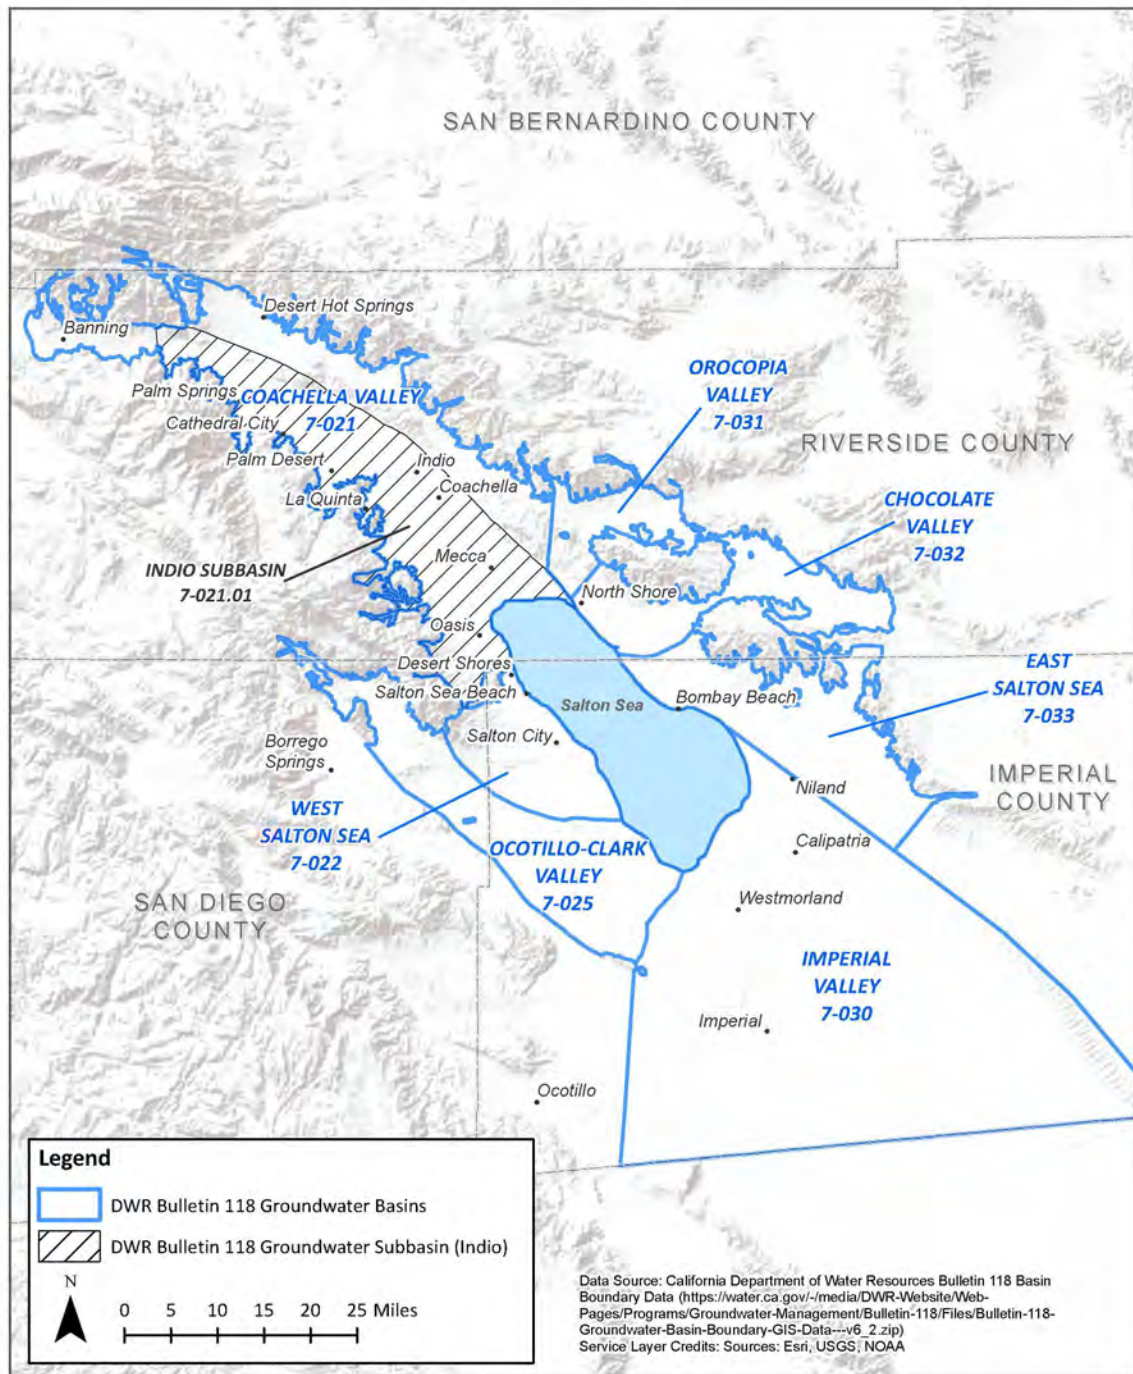 SAN BERNARDINO COUNTY
Desert Hot Springs
Banning
OROCOPIA
VALLEY
7-031
Palm Springs
COACHELLA VALLEY
7-021
Cathedral City
RIVERSIDE COUNTY
Palm Desert
Indio
Coachella
La Quinta
CHOCOLATE
VALLEY
7-032
INDIO SUBBASIN
7-021.01
Mecca
North Shore
Oasis
Desert Shores
Salton Sea Beach
EAST
SALTON SEA
7-033
Salton Sea
Bombay Beach
Salton City
Borrego
Springs
IMPERIAL
COUNTY
Niland
WEST
SALTON SEA
7-022
Calipatria
OCOTILLO-CLARK
VALLEY
7-025
SAN DIEGO
COUNTY
Westmorland
IMPERIAL
VALLEY
7-030
Imperial
Ocotillo
Legend
DWR Bulletin 118 Groundwater Basins
DWR Bulletin 118 Groundwater Subbasin (Indio)
N
0 5 10 15 20 25 Miles
Data Source: California Department of Water Resources Bulletin 118 Basin
Boundary Data (https://water.ca.gov/-/media/DWR-Website/Web-
Pages/Programs/Groundwater-Management/Bulletin-118/Files/Bulletin-118-
Groundwater-Basin-Boundary-GIS-Data---v6_2.zip)
Service Layer Credits: Sources: Esri, USGS, NOAA